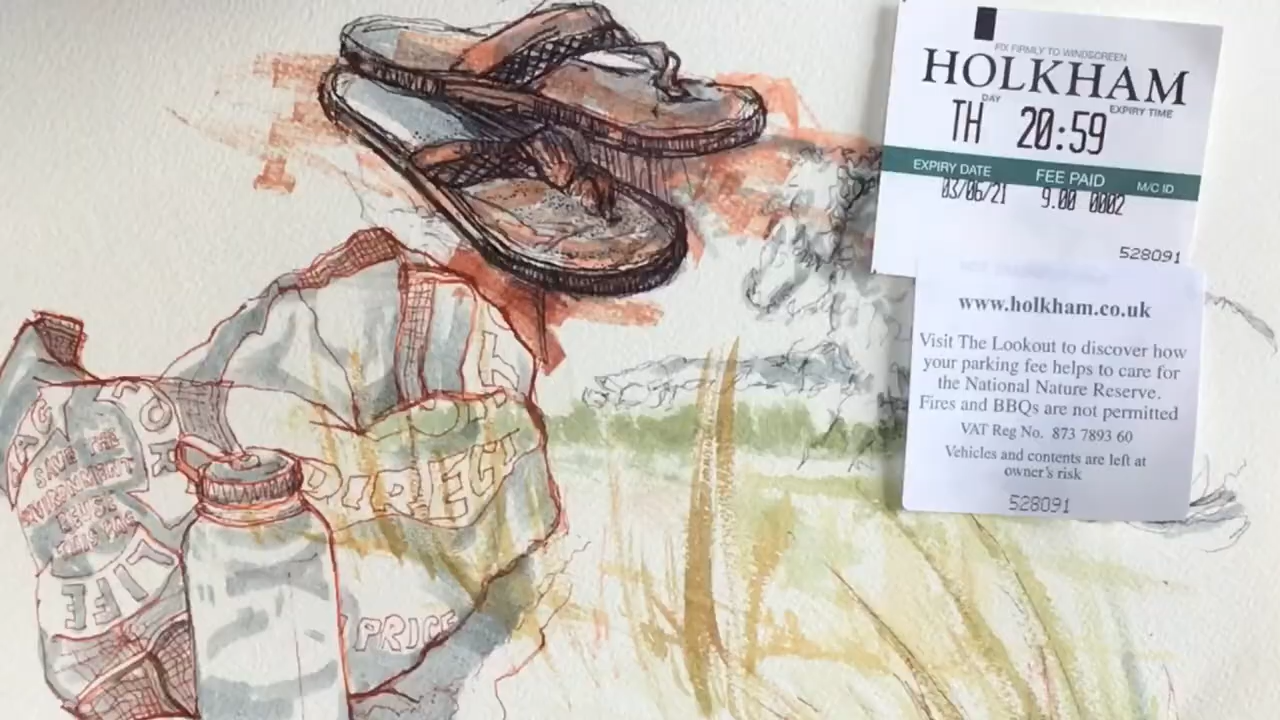 FIX FIRMLY TO WINDSCREEN
HOLKHAM
DAY EXPIRY TIME
TH 20:59
EXPIRY DATE FEE PAID M/C ID
03/06/21 9.00 0002
528091
www.holkham.co.uk
Visit The Lookout to discover how
your parking fee helps to care for
the National Nature Reserve.
Fires and BBQs are not permitted
VAT Reg No. 873 7893 60
Vehicles and contents are left at
owner's risk
528091
BAG FOR
LIFE
SAVE THE
ENVIRONMENT
REUSE
THIS BAG
DIRECT
PRICE